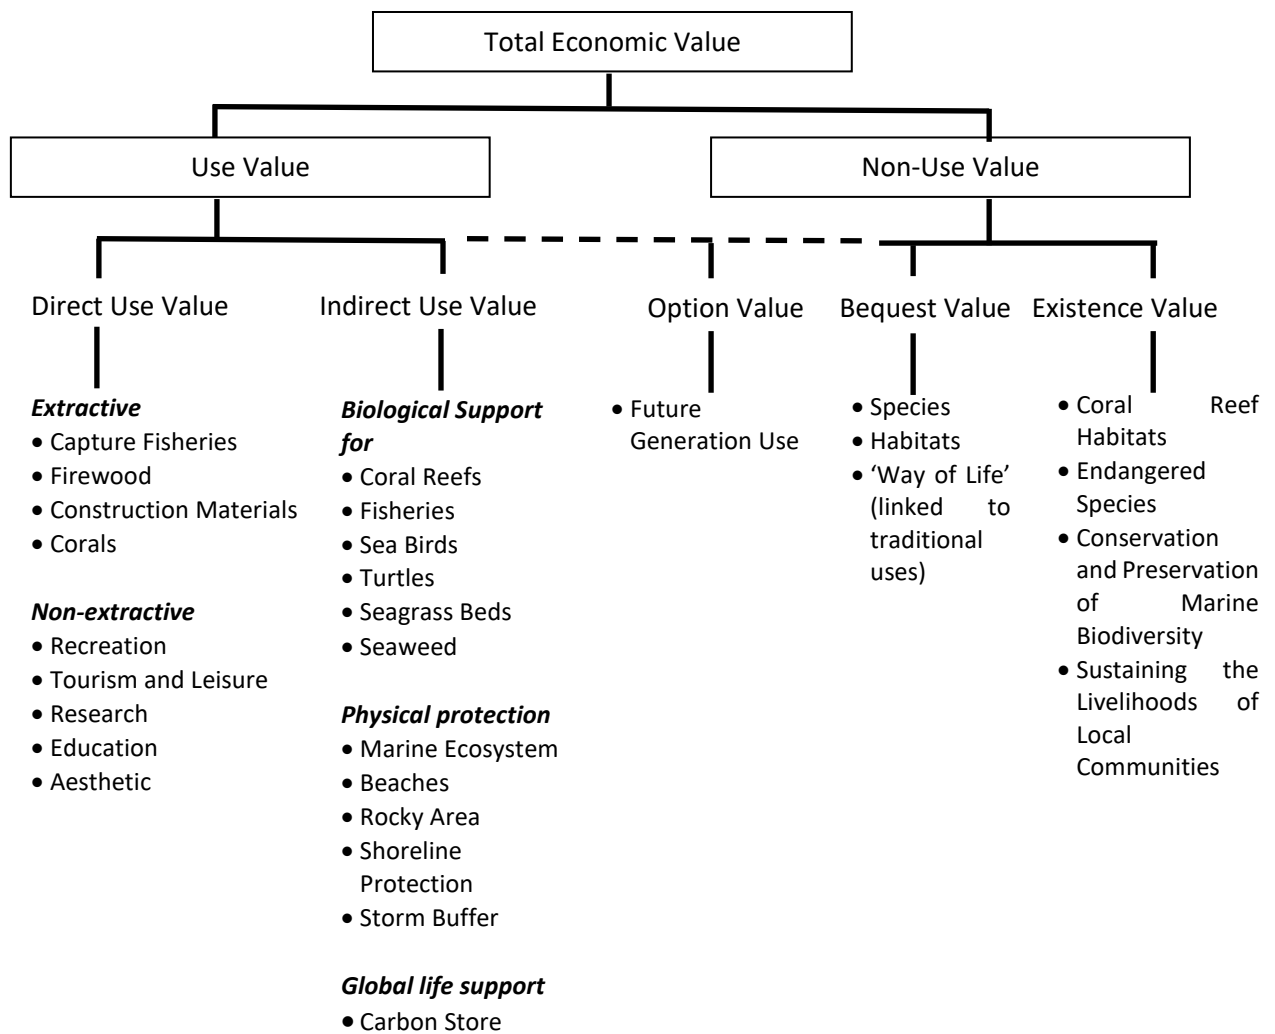 Total Economic Value
Use Value
Non-Use Value
Direct Use Value
Indirect Use Value
Option Value
Bequest Value
Existence Value
Extractive
• Capture Fisheries
• Firewood
• Construction Materials
• Corals
Non-extractive
• Recreation
• Tourism and Leisure
• Research
• Education
• Aesthetic
Biological Support
for
• Coral Reefs
• Fisheries
• Sea Birds
• Turtles
• Seagrass Beds
• Seaweed
Physical protection
• Marine Ecosystem
• Beaches
• Rocky Area
• Shoreline
Protection
• Storm Buffer
Global life support
• Carbon Store
• Future
Generation Use
• Species
• Habitats
• ‘Way of Life’
(linked to
traditional
uses)
• Coral Reef
Habitats
• Endangered
Species
• Conservation
and Preservation
of Marine
Biodiversity
• Sustaining the
Livelihoods of
Local
Communities